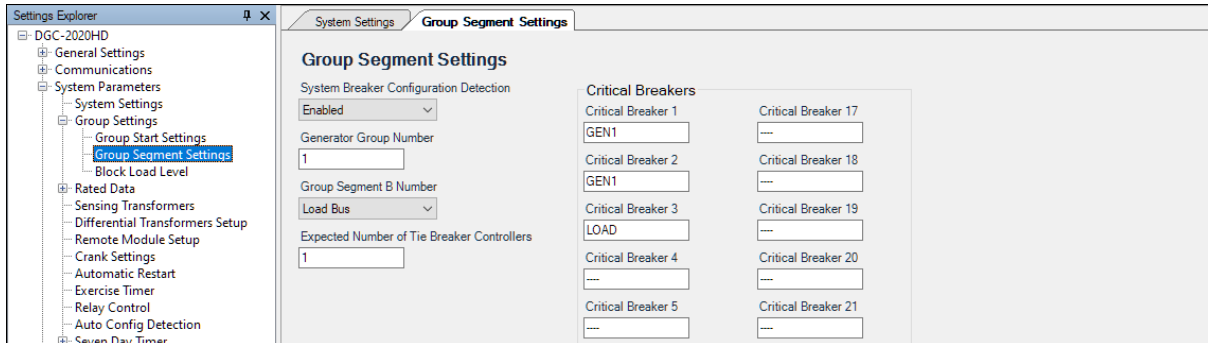 Settings Explorer
DGC-2020HD
General Settings
Communications
System Parameters
System Settings
Group Settings
Group Start Settings
Group Segment Settings
Block Load Level
Rated Data
Sensing Transformers
Differential Transformers Setup
Remote Module Setup
Crank Settings
Automatic Restart
Exercise Timer
Relay Control
Auto Config Detection
Seven Day Timer
System Settings
Group Segment Settings
Group Segment Settings
System Breaker Configuration Detection
Enabled
Generator Group Number
1
Group Segment B Number
Load Bus
Expected Number of Tie Breaker Controllers
1
Critical Breakers
Critical Breaker 1
GEN1
Critical Breaker 2
GEN1
Critical Breaker 3
LOAD
Critical Breaker 4
----
Critical Breaker 5
----
Critical Breaker 17
----
Critical Breaker 18
----
Critical Breaker 19
----
Critical Breaker 20
----
Critical Breaker 21
----